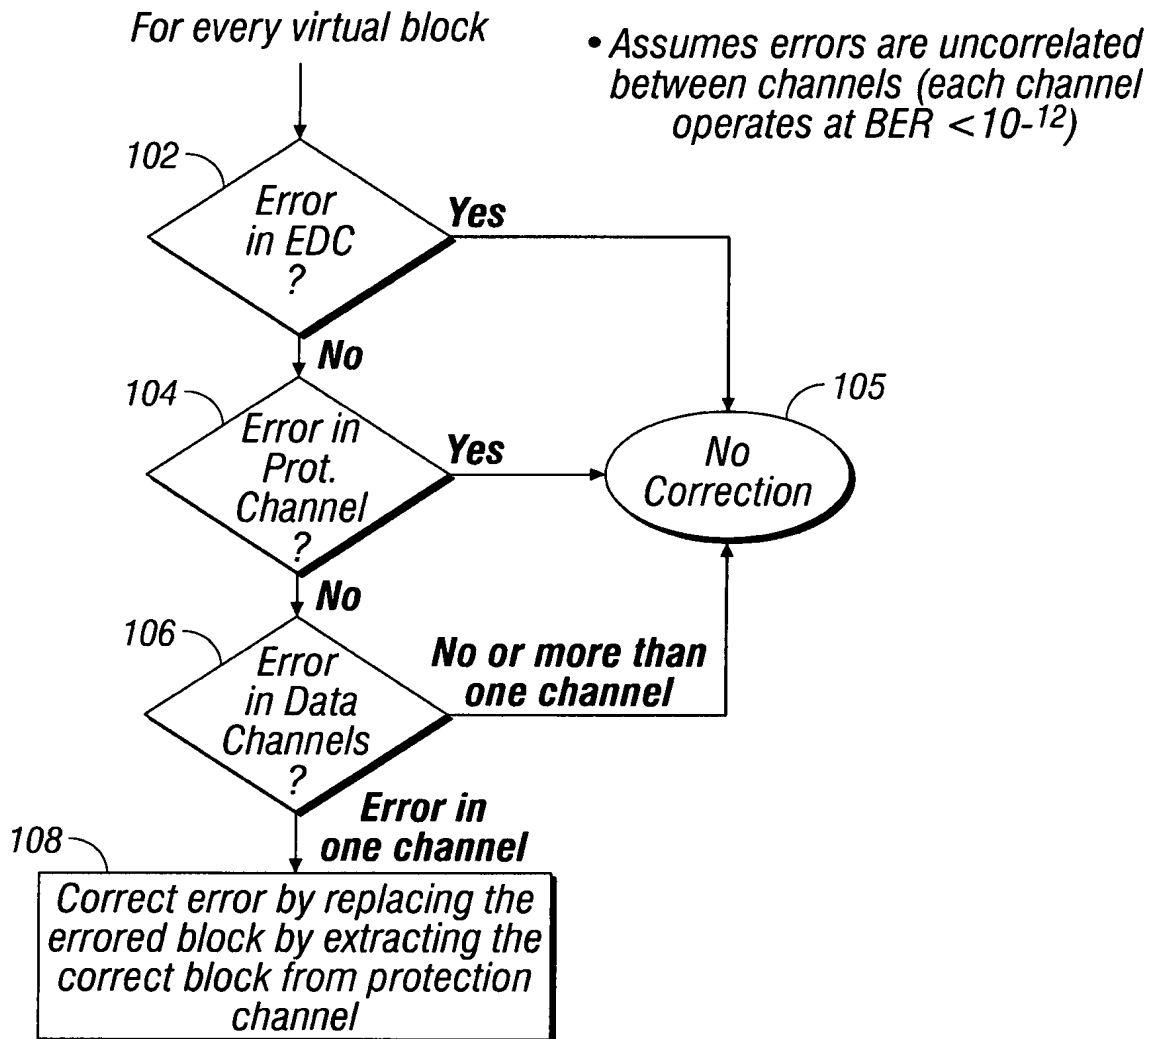 For every virtual block
• Assumes errors are uncorrelated
between channels (each channel
operates at BER <10-12)
102
Error
in EDC
?
Yes
No
104
Error in
Prot.
Channel
?
Yes
105
No
Correction
No
106
Error
in Data
Channels
?
No or more than
one channel
Error in
one channel
108
Correct error by replacing the
errored block by extracting the
correct block from protection
channel